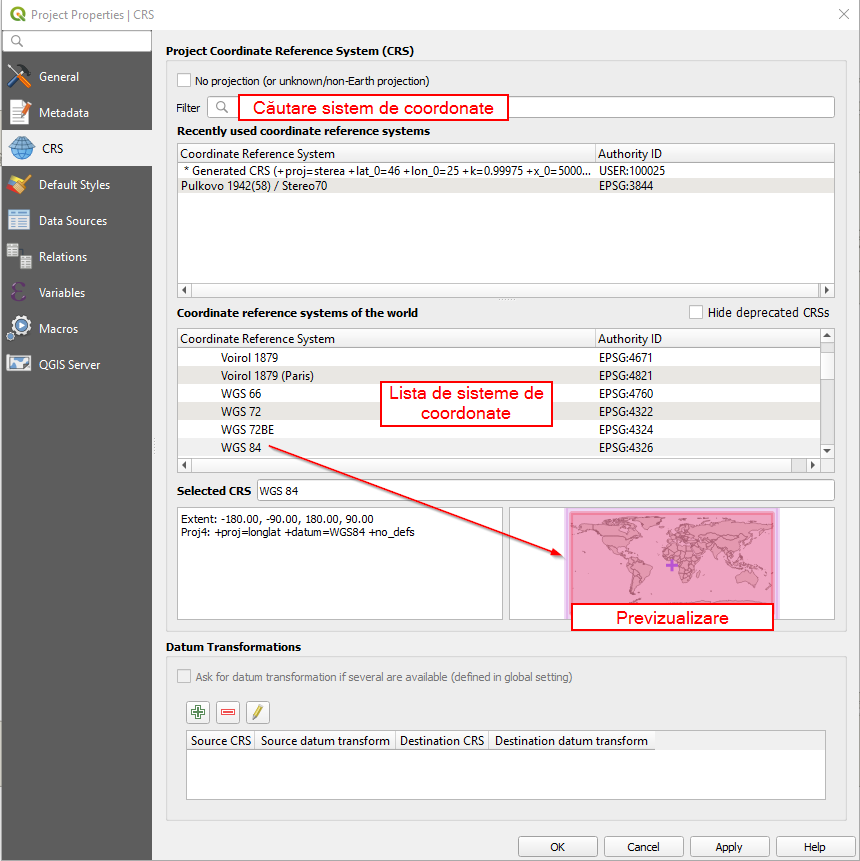 Project Properties | CRS
General
Metadata
CRS
Default Styles
Data Sources
Relations
Variables
Macros
QGIS Server
Project Coordinate Reference System (CRS)
No projection (or unknown/non-Earth projection)
Filter
Căutare sistem de coordonate
Recently used coordinate reference systems
Coordinate Reference System Authority ID
* Generated CRS (+proj=sterea +lat_0=46 +lon_0=25 +k=0.99975 +x_0=5000... USER:100025
Pulkovo 1942(58) / Stereo70 EPSG:3844
Coordinate reference systems of the world
Hide deprecated CRSs
Coordinate Reference System Authority ID
Voirol 1879 EPSG:4671
Voirol 1879 (Paris) EPSG:4821
WGS 66 EPSG:4760
WGS 72 EPSG:4322
WGS 72BE EPSG:4324
WGS 84 EPSG:4326
Lista de sisteme de
coordonate
Selected CRS WGS 84
Extent: -180.00, -90.00, 180.00, 90.00
Proj4: +proj=longlat +datum=WGS84 +no_defs
Previzualizare
Datum Transformations
Ask for datum transformation if several are available (defined in global setting)
Source CRS Source datum transform Destination CRS Destination datum transform
OK Cancel Apply Help